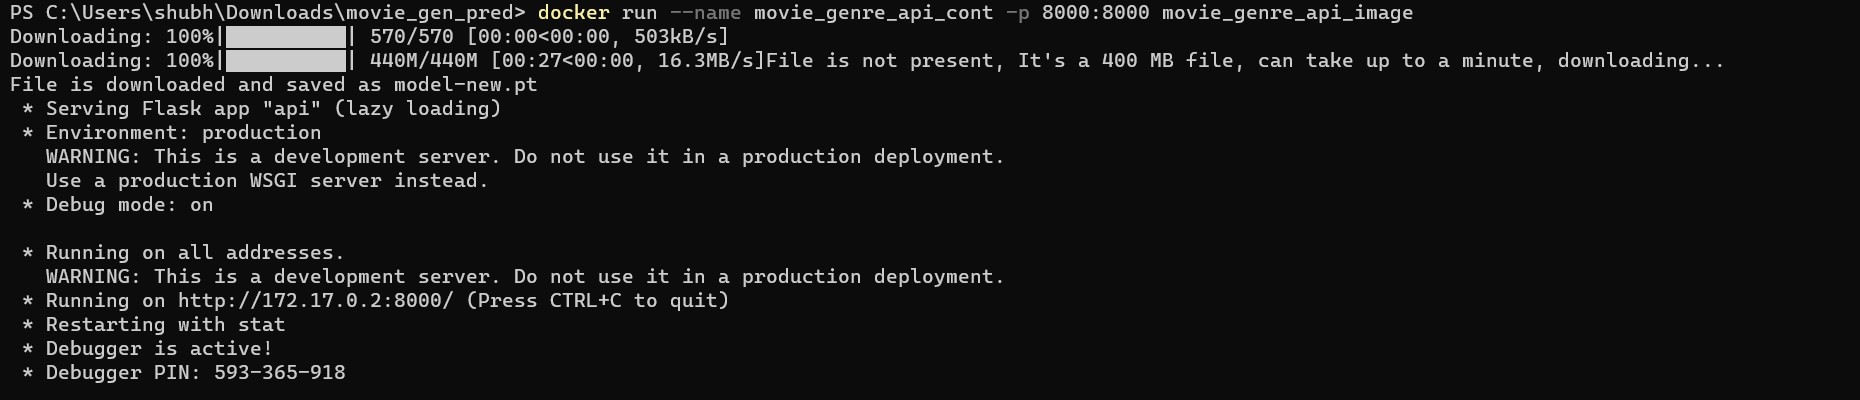 PS C:\Users\shubh\Downloads\movie_gen_pred> docker run --name movie_genre_api_cont -p 8000:8000 movie_genre_api_image
Downloading: 100%|██████████| 570/570 [00:00<00:00, 503kB/s]
Downloading: 100%|██████████| 440M/440M [00:27<00:00, 16.3MB/s]File is not present, It's a 400 MB file, can take up to a minute, downloading...
File is downloaded and saved as model-new.pt
 * Serving Flask app "api" (lazy loading)
 * Environment: production
   WARNING: This is a development server. Do not use it in a production deployment.
   Use a production WSGI server instead.
 * Debug mode: on
 * Running on all addresses.
   WARNING: This is a development server. Do not use it in a production deployment.
 * Running on http://172.17.0.2:8000/ (Press CTRL+C to quit)
 * Restarting with stat
 * Debugger is active!
 * Debugger PIN: 593-365-918